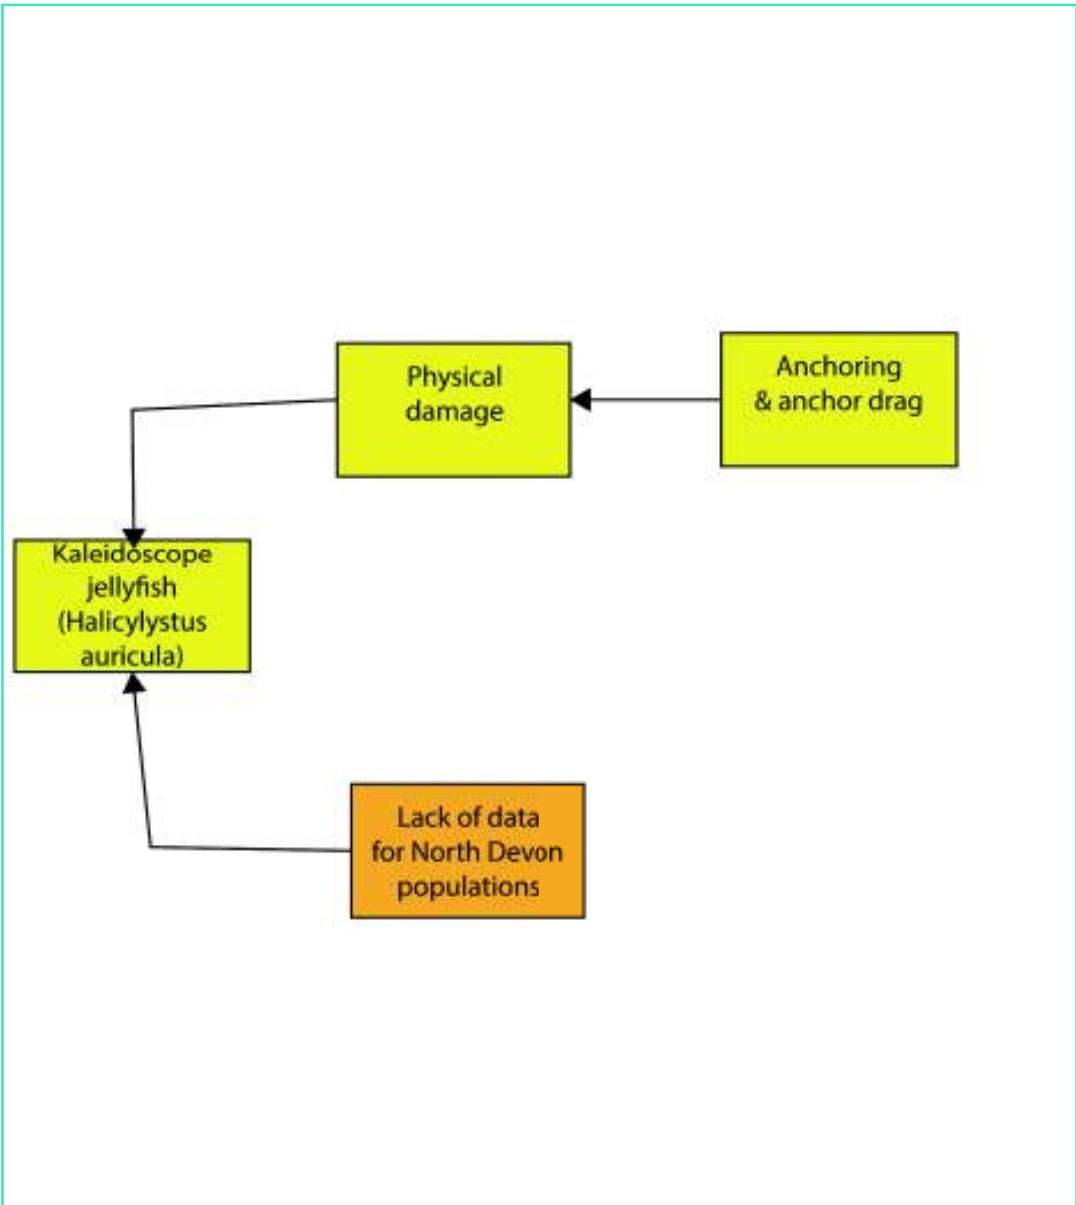 Physical
damage
Anchoring
& anchor drag
Kaleidoscope
jellyfish
(Halicylystus
auricula)
Lack of data
for North Devon
populations